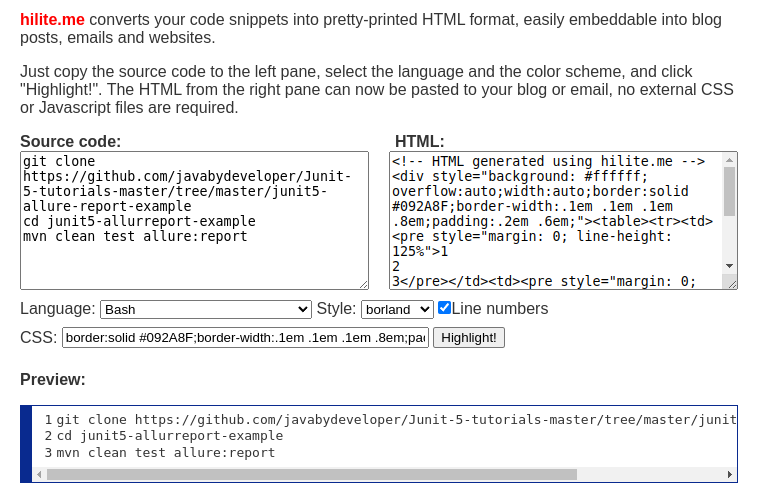 hilite.me converts your code snippets into pretty-printed HTML format, easily embeddable into blog
posts, emails and websites.
Just copy the source code to the left pane, select the language and the color scheme, and click
"Highlight!". The HTML from the right pane can now be pasted to your blog or email, no external CSS
or Javascript files are required.
Source code:
git clone
https://github.com/javabydeveloper/Junit-
5-tutorials-master/tree/master/junit5-
allure-report-example
cd junit5-allurreport-example
mvn clean test allure:report
HTML:
<!-- HTML generated using hilite.me -->
<div style="background: #ffffff;
overflow:auto;width:auto;border:solid
#092A8F;border-width:.1em .1em .1em
.8em;padding:.2em .6em;"><table><tr><td>
<pre style="margin: 0; line-height:
125%">1
2
3</pre></td><td><pre style="margin: 0;
Language: Bash Style: borland Line numbers
CSS: border:solid #092A8F;border-width:.1em .1em .1em .8em;pad Highlight!
Preview:
1 git clone https://github.com/javabydeveloper/Junit-5-tutorials-master/tree/master/junit
2 cd junit5-allurreport-example
3 mvn clean test allure:report